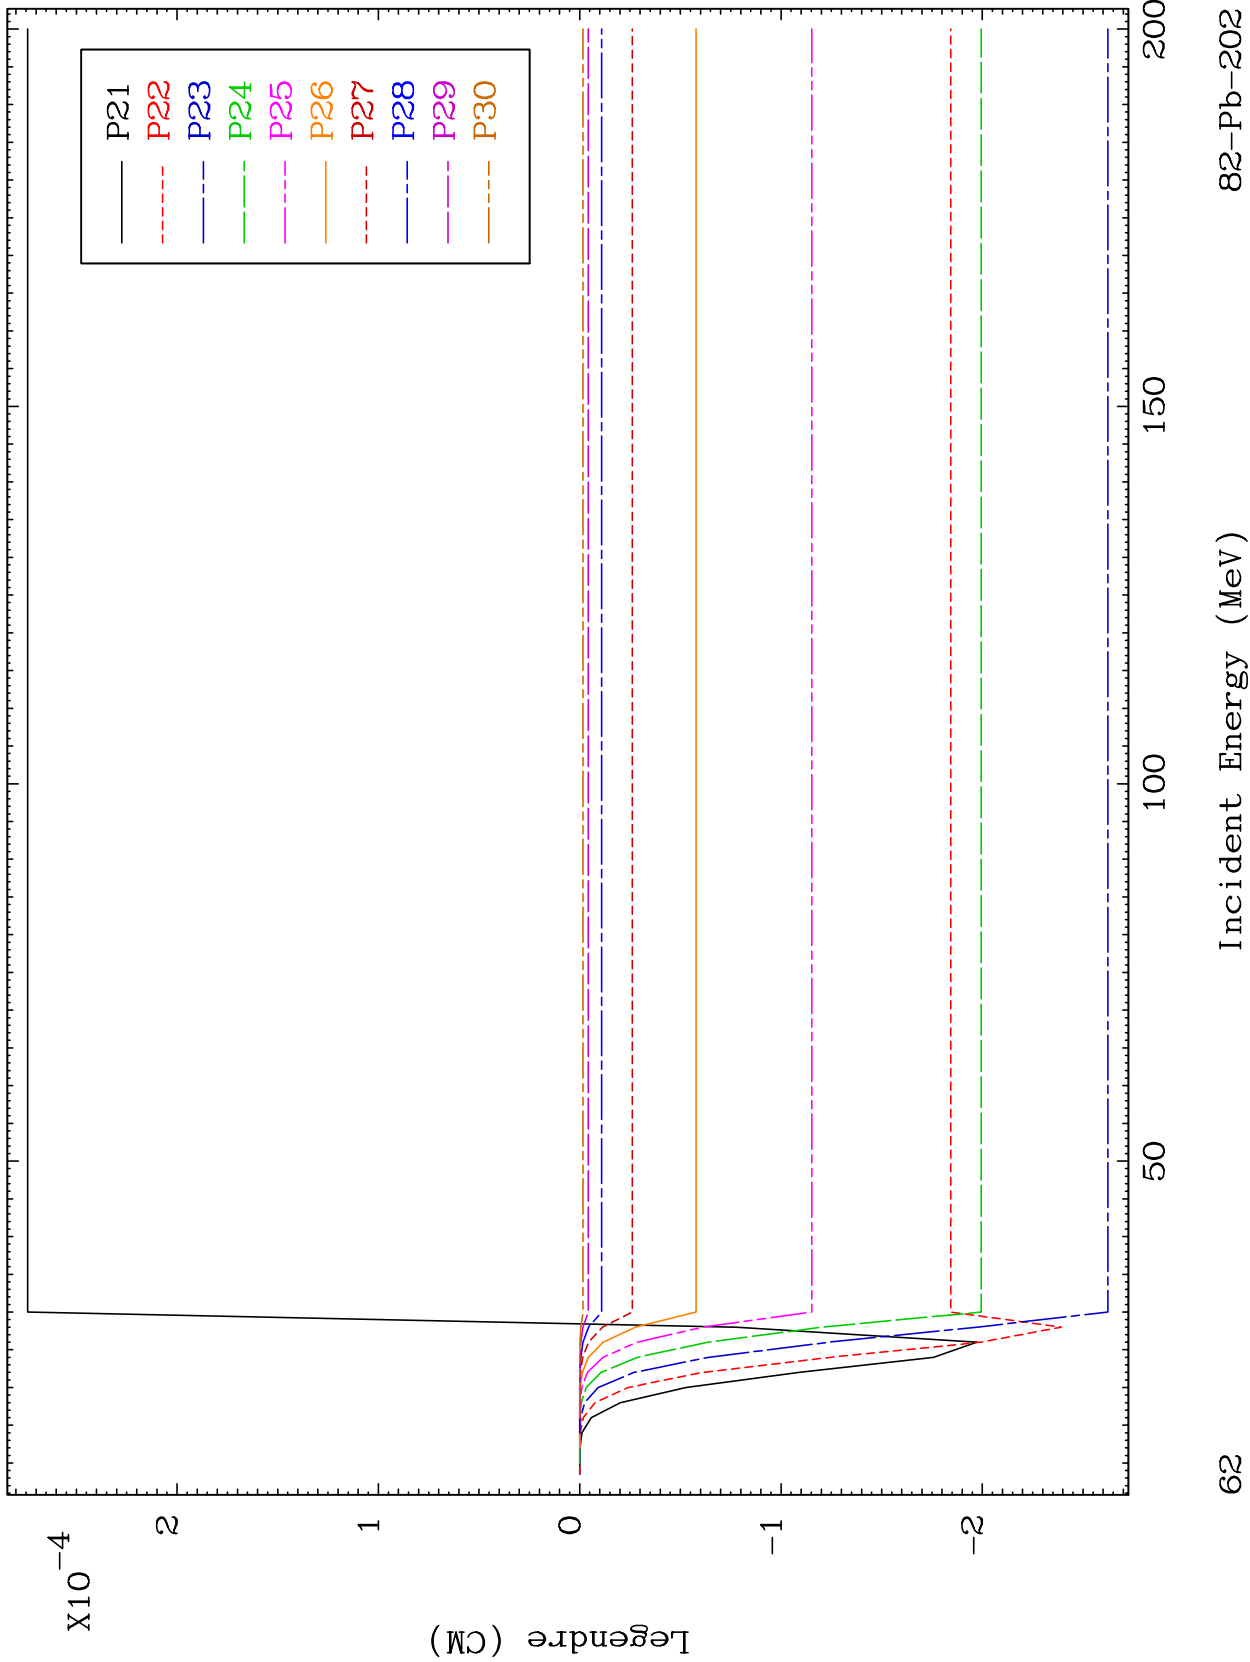 X10-4
2
1
0
-1
-2
Legendre (CM)
P21
P22
P23
P24
P25
P26
P27
P28
P29
P30
50
100
150
200
Incident Energy (MeV)
62
82-Pb-202